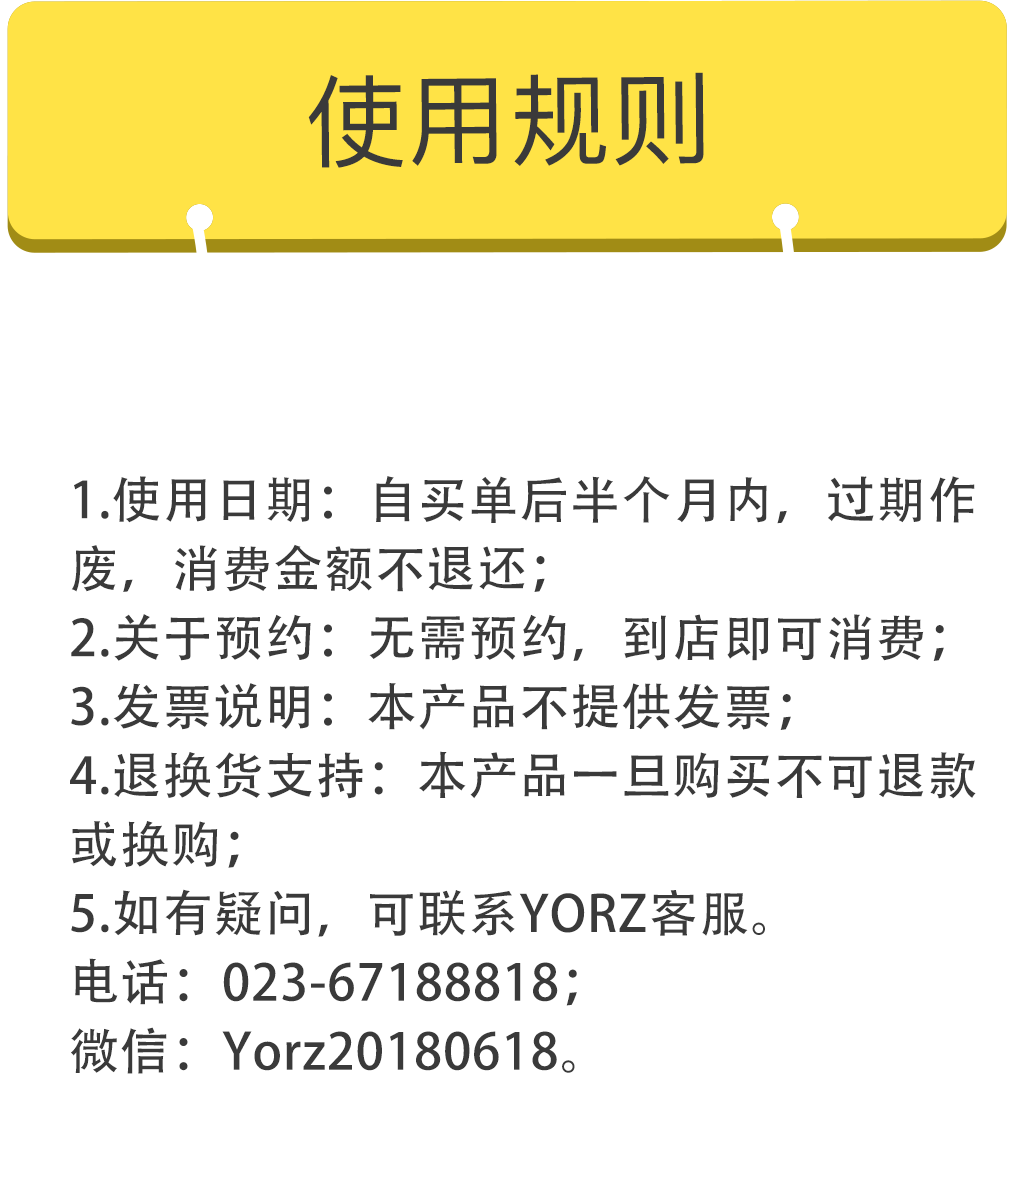 使用规则
1.使用日期：自买单后半个月内，过期作
废，消费金额不退还；
2.关于预约：无需预约，到店即可消费；
3.发票说明：本产品不提供发票；
4.退换货支持：本产品一旦购买不可退款
或换购；
5.如有疑问，可联系YORZ客服。
电话：023-67188818；
微信：Yorz20180618。